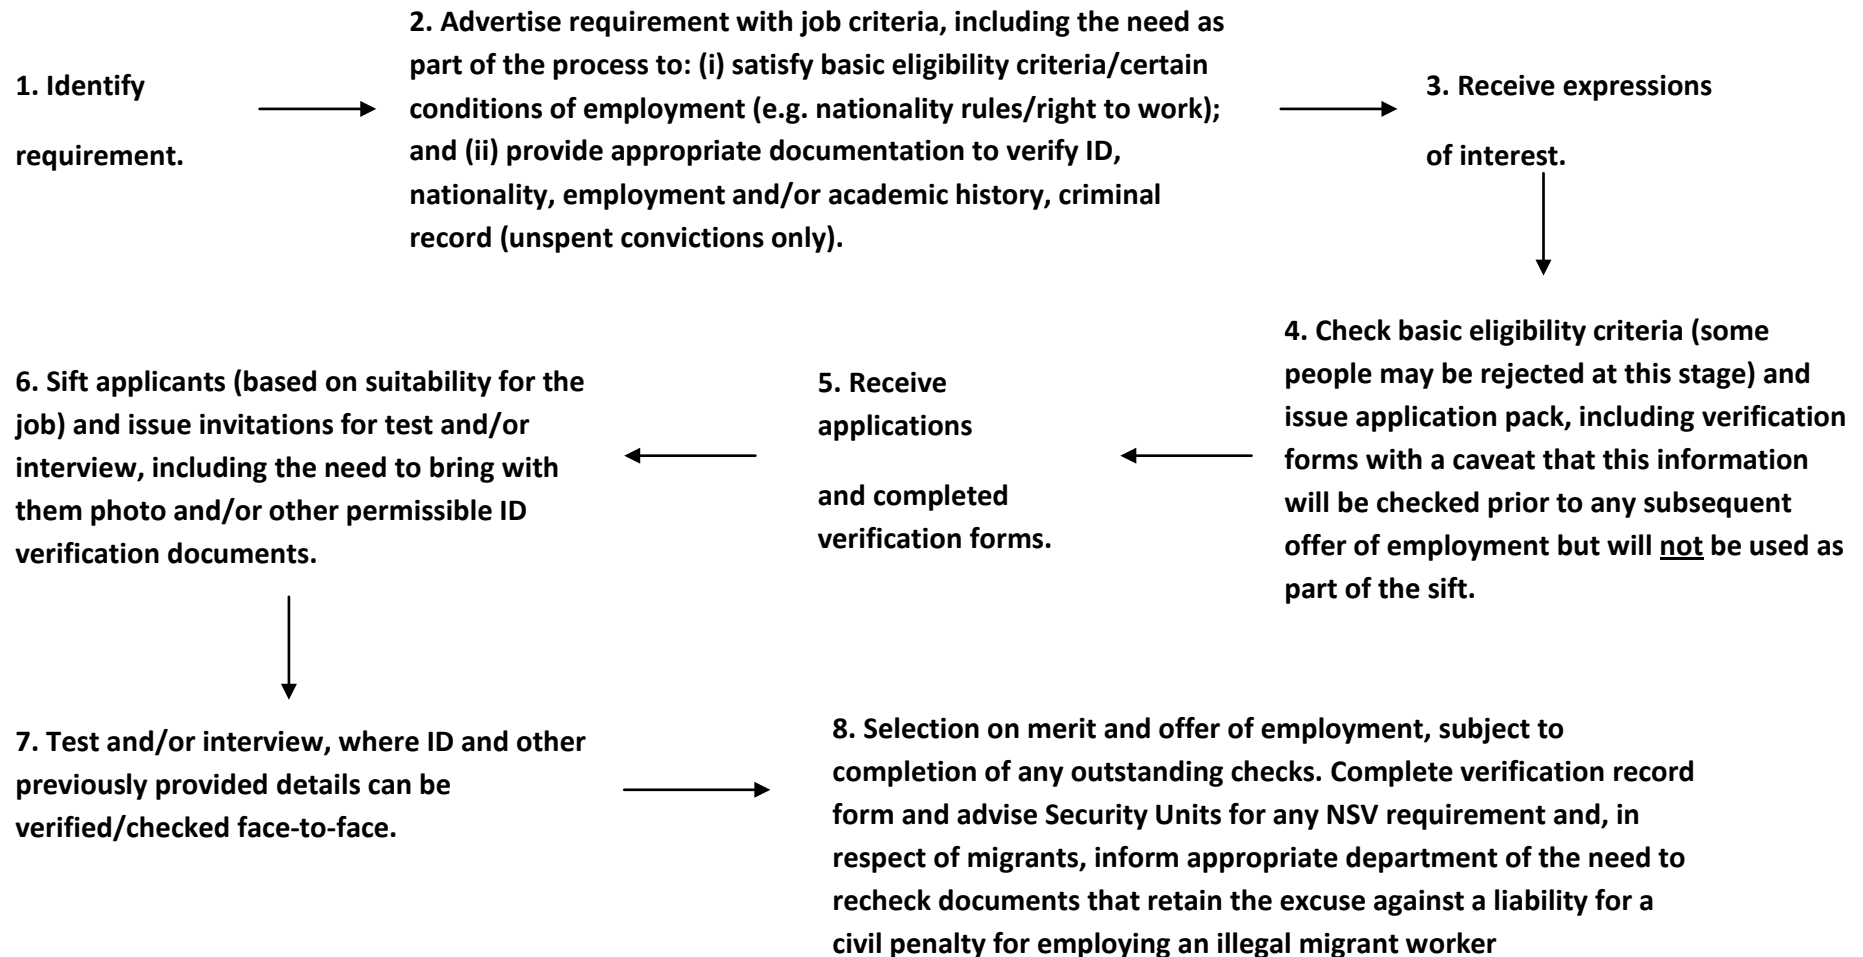 1. Identify
requirement.
2. Advertise requirement with job criteria, including the need as
part of the process to: (i) satisfy basic eligibility criteria/certain
conditions of employment (e.g. nationality rules/right to work);
and (ii) provide appropriate documentation to verify ID,
nationality, employment and/or academic history, criminal
record (unspent convictions only).
3. Receive expressions
of interest.
4. Check basic eligibility criteria (some
people may be rejected at this stage) and
issue application pack, including verification
forms with a caveat that this information
will be checked prior to any subsequent
offer of employment but will not be used as
part of the sift.
5. Receive
applications
and completed
verification forms.
6. Sift applicants (based on suitability for the
job) and issue invitations for test and/or
interview, including the need to bring with
them photo and/or other permissible ID
verification documents.
7. Test and/or interview, where ID and other
previously provided details can be
verified/checked face-to-face.
8. Selection on merit and offer of employment, subject to
completion of any outstanding checks. Complete verification record
form and advise Security Units for any NSV requirement and, in
respect of migrants, inform appropriate department of the need to
recheck documents that retain the excuse against a liability for a
civil penalty for employing an illegal migrant worker